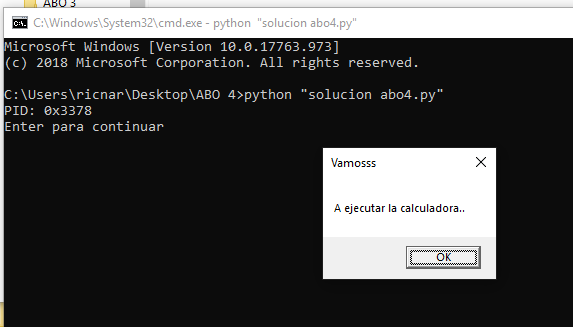 ABO 3
C:\Windows\System32\cmd.exe - python "solucion abo4.py"
Microsoft Windows [Version 10.0.17763.973]
(c) 2018 Microsoft Corporation. All rights reserved.
C:\Users\ricnar\Desktop\ABO 4>python "solucion abo4.py"
PID: 0x3378
Enter para continuar
Vamosss
A ejecutar la calculadora..
OK